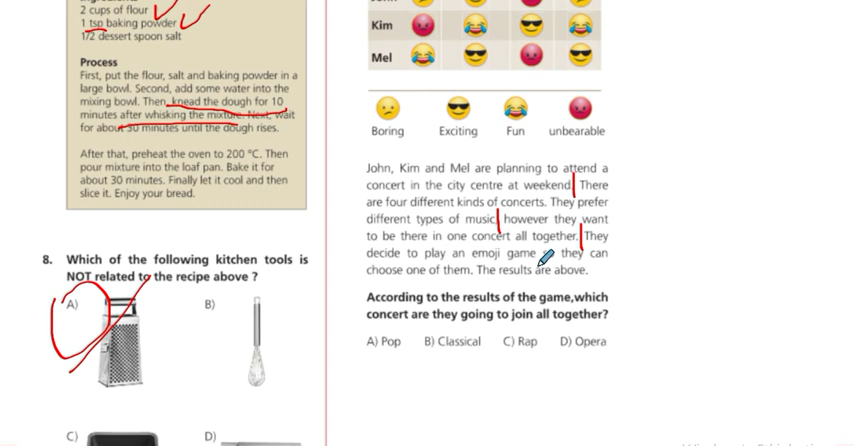 2 cups of flour
1 tsp baking powder
1/2 dessert spoon salt
Process
First, put the flour, salt and baking powder in a
large bowl. Second, add some water into the
mixing bowl. Then, knead the dough for 10
minutes after whisking the mixture. Next, wait
for about 30 minutes until the dough rises.
After that, preheat the oven to 200 °C. Then
pour mixture into the loaf pan. Bake it for
about 30 minutes. Finally let it cool and then
slice it. Enjoy your bread.
8. Which of the following kitchen tools is
NOT related to the recipe above ?
A)
B)
C)
D)
Kim
Mel
Boring
Exciting
Fun
unbearable
John, Kim and Mel are planning to attend a
concert in the city centre at weekend. There
are four different kinds of concerts. They prefer
different types of music, however they want
to be there in one concert all together. They
decide to play an emoji game they can
choose one of them. The results are above.
According to the results of the game,which
concert are they going to join all together?
A) Pop B) Classical C) Rap D) Opera